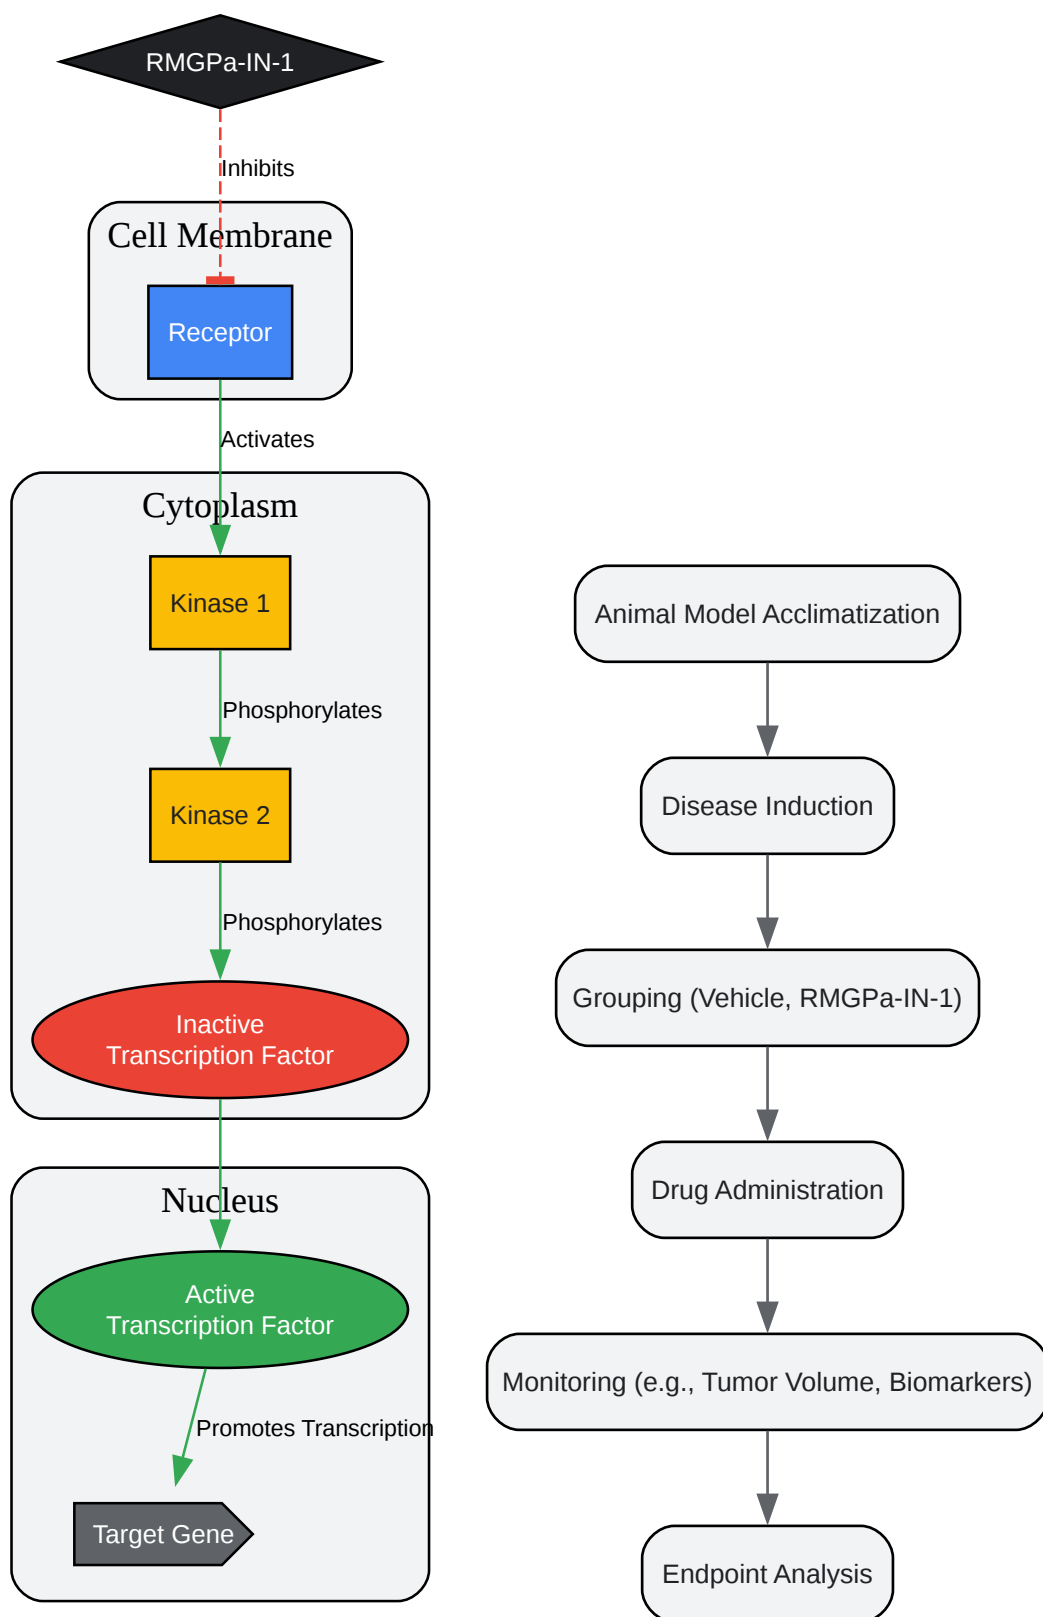 RMGPa-IN-1
Inhibits
Cell Membrane
Receptor
Activates
Cytoplasm
Kinase 1
Phosphorylates
Kinase 2
Phosphorylates
Inactive
Transcription Factor
Nucleus
Active
Transcription Factor
Promotes Transcription
Target Gene
Animal Model Acclimatization
Disease Induction
Grouping (Vehicle, RMGPa-IN-1)
Drug Administration
Monitoring (e.g., Tumor Volume, Biomarkers)
Endpoint Analysis